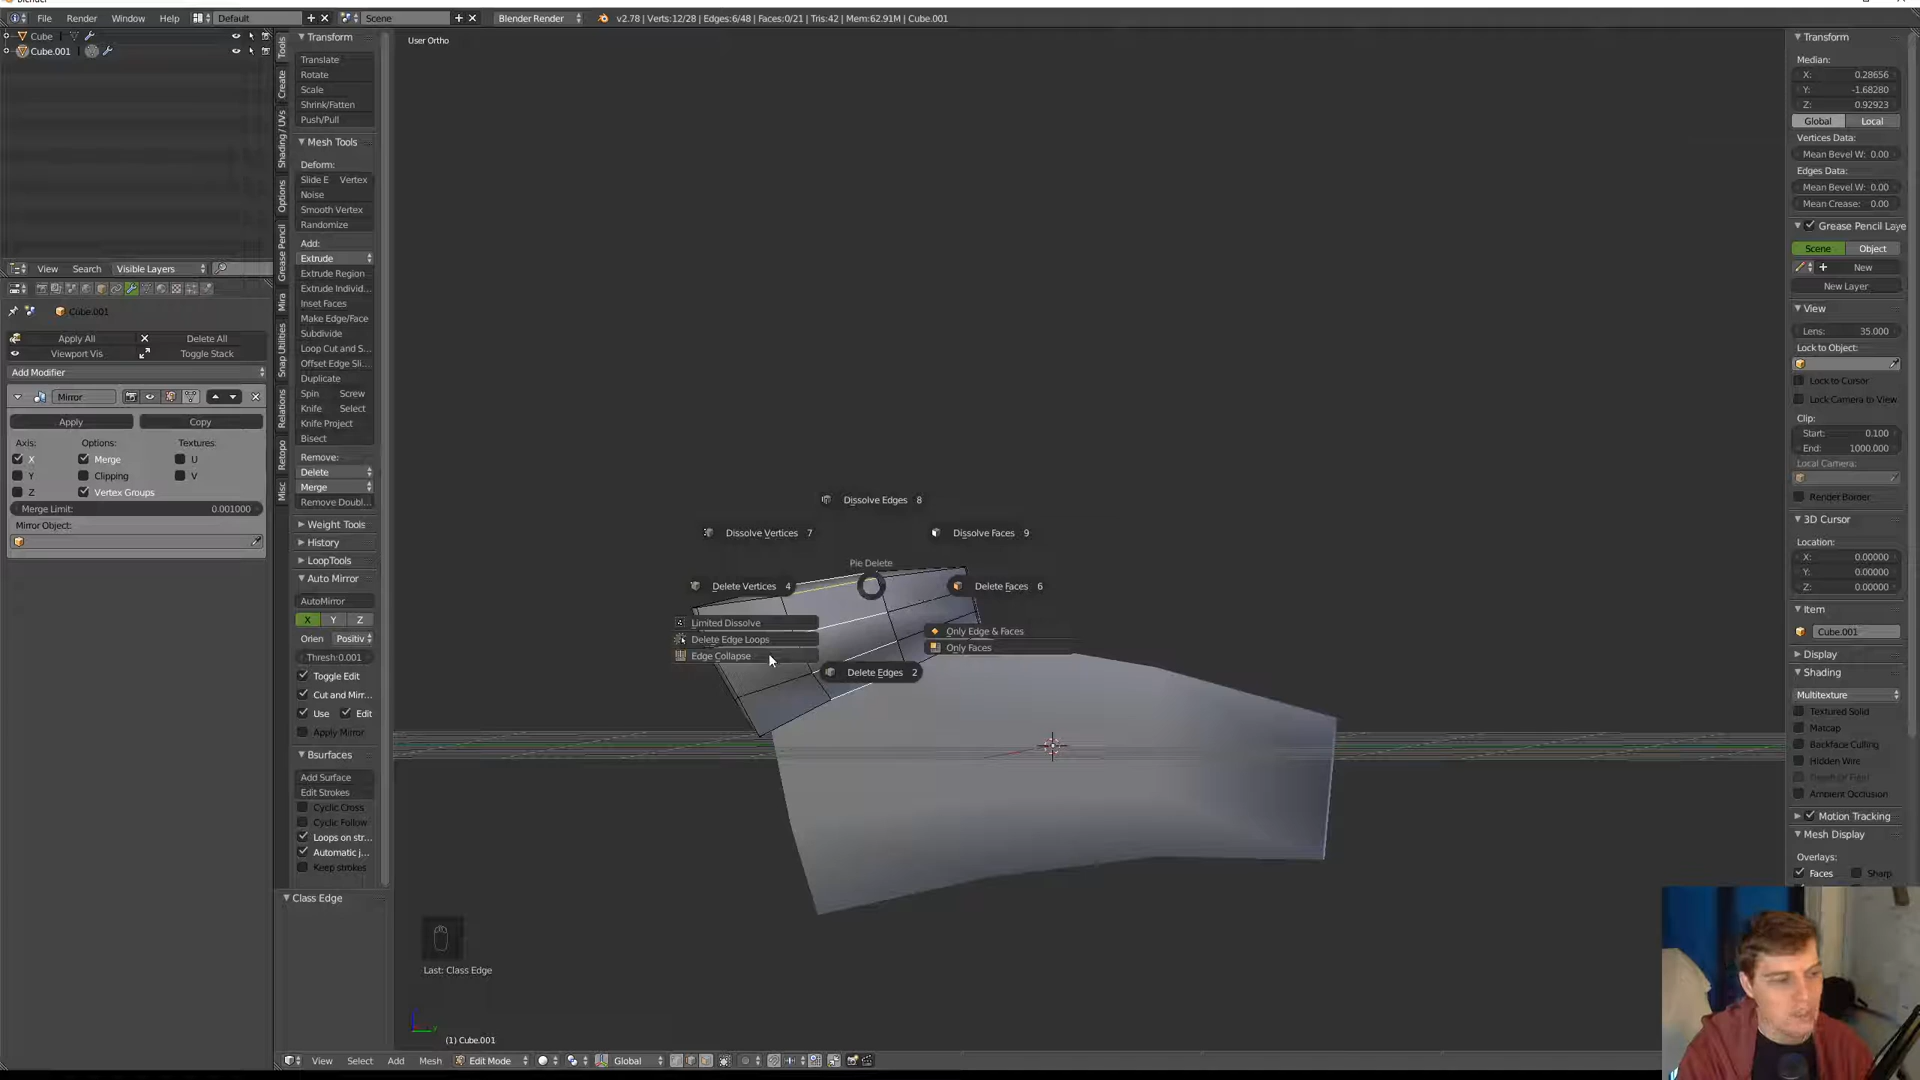 File Render Window Help Default Scene Blender Render v2.78 | Verts:12/28 | Edges:6/48 | Faces:0/21 | Tris:42 | Mem:62.91M | Cube.001
Cube
Cube.001
View Search Visible Layers
Cube.001
Apply All Delete All
Viewport Vis Toggle Stack
Add Modifier
Mirror
Apply Copy
Axis: Options: Textures:
X Merge U
Y Clipping V
Z Vertex Groups
Merge Limit: 0.001000
Mirror Object:
Tools
Create
Shading / UVs
Options
Grease Pencil
Mira
Snap Utilities
Relations
Retopo
Misc
Transform
Translate
Rotate
Scale
Shrink/Fatten
Push/Pull
Mesh Tools
Deform:
Slide E Vertex
Noise
Smooth Vertex
Randomize
Add:
Extrude
Extrude Region
Extrude Individ...
Inset Faces
Make Edge/Face
Subdivide
Loop Cut and S...
Offset Edge Sli...
Duplicate
Spin Screw
Knife Select
Knife Project
Bisect
Remove:
Delete
Merge
Remove Doubl...
Weight Tools
History
LoopTools
Auto Mirror
AutoMirror
X Y Z
Orien Positiv
Thresh:0.001
Toggle Edit
Cut and Mirr...
Use Edit
Apply Mirror
Bsurfaces
Add Surface
Edit Strokes
Cyclic Cross
Cyclic Follow
Loops on str...
Automatic j...
Keep strokes
Class Edge
User Ortho
Dissolve Edges 8
Dissolve Vertices 7
Dissolve Faces 9
Pie Delete
Delete Vertices 4
Delete Faces 6
Limited Dissolve
Delete Edge Loops
Edge Collapse
Only Edge & Faces
Only Faces
Delete Edges 2
Last: Class Edge
(1) Cube.001
View Select Add Mesh Edit Mode Global
Transform
Median:
X: 0.28656
Y: -1.68280
Z: 0.92923
Global Local
Vertices Data:
Mean Bevel W: 0.00
Edges Data:
Mean Bevel W: 0.00
Mean Crease: 0.00
Grease Pencil Laye
Scene Object
New
New Layer
View
Lens: 35.000
Lock to Object:
Lock to Cursor
Lock Camera to View
Clip:
Start: 0.100
End: 1000.000
Local Camera:
Render Border
3D Cursor
Location:
X: 0.00000
Y: 0.00000
Z: 0.00000
Item
Cube.001
Display
Shading
Multitexture
Textured Solid
Matcap
Backface Culling
Hidden Wire
Ambient Occlusion
Motion Tracking
Mesh Display
Overlays:
Faces Sharp